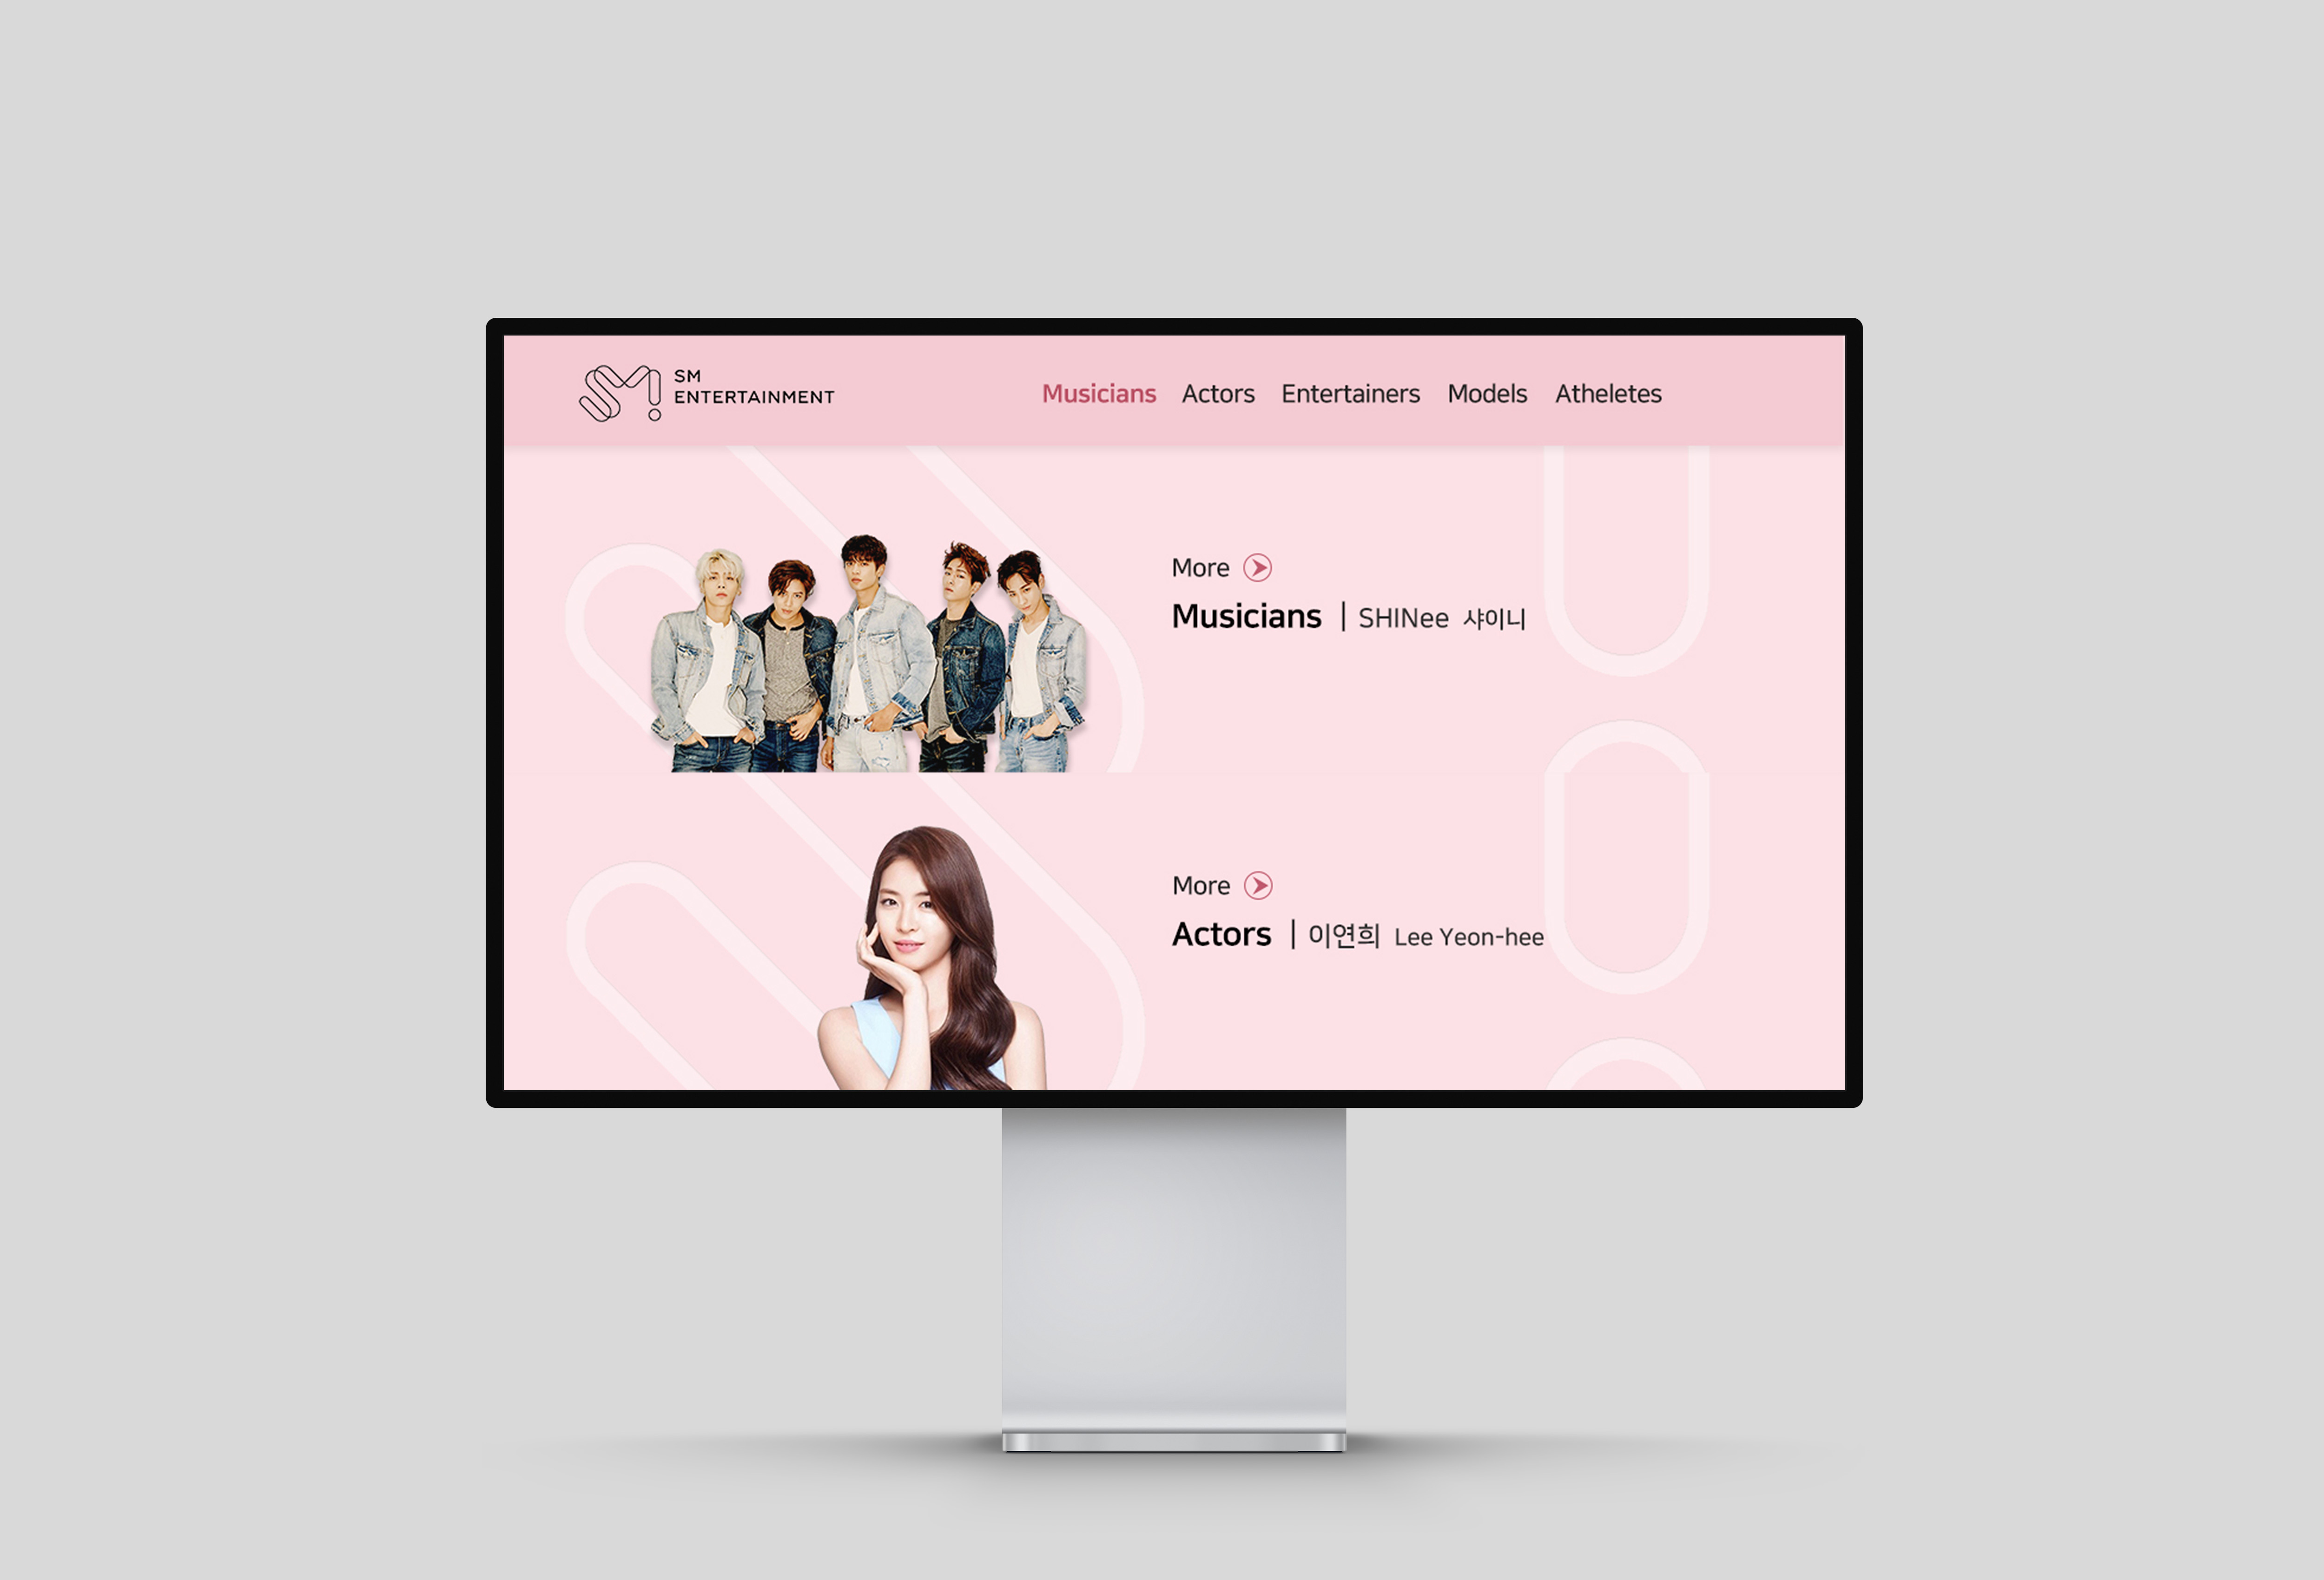 SM
ENTERTAINMENT
Musicians Actors Entertainers Models Atheletes
More
Musicians | SHINee 샤이니
More
Actors | 이연희 Lee Yeon-hee